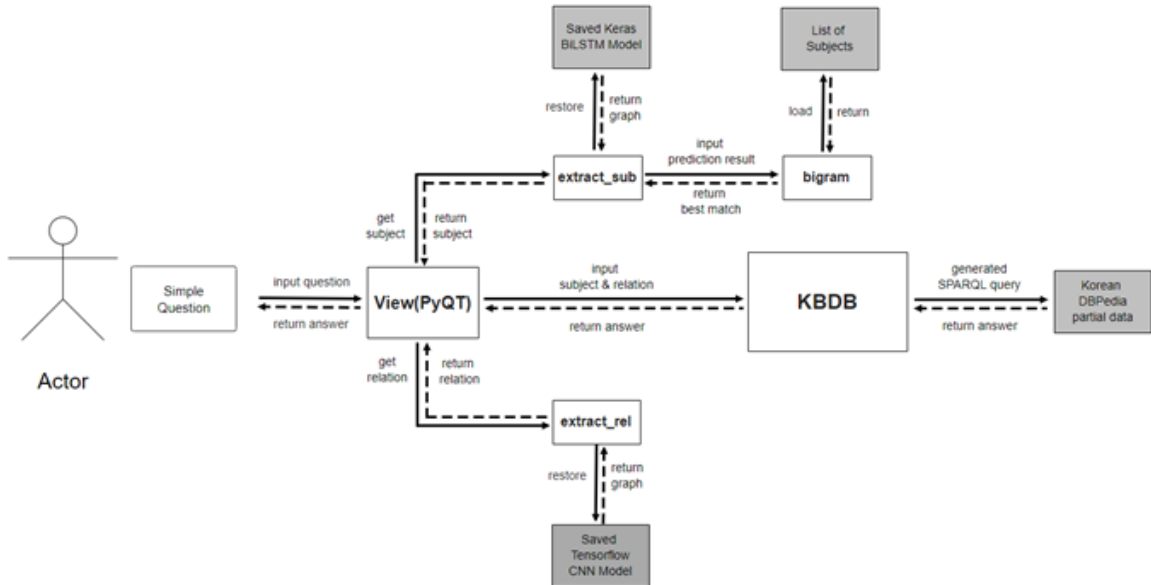 Saved Keras
BiLSTM Model
List of
Subjects
restore
return
graph
load
return
extract_sub
input
prediction result
return
best match
bigram
get
subject
return
subject
Actor
Simple
Question
input question
return answer
View(PyQT)
input
subject & relation
return answer
KBDB
generated
SPARQL query
return answer
Korean
DBPedia
partial data
get
relation
return
relation
extract_rel
restore
return
graph
Saved
Tensorflow
CNN Model